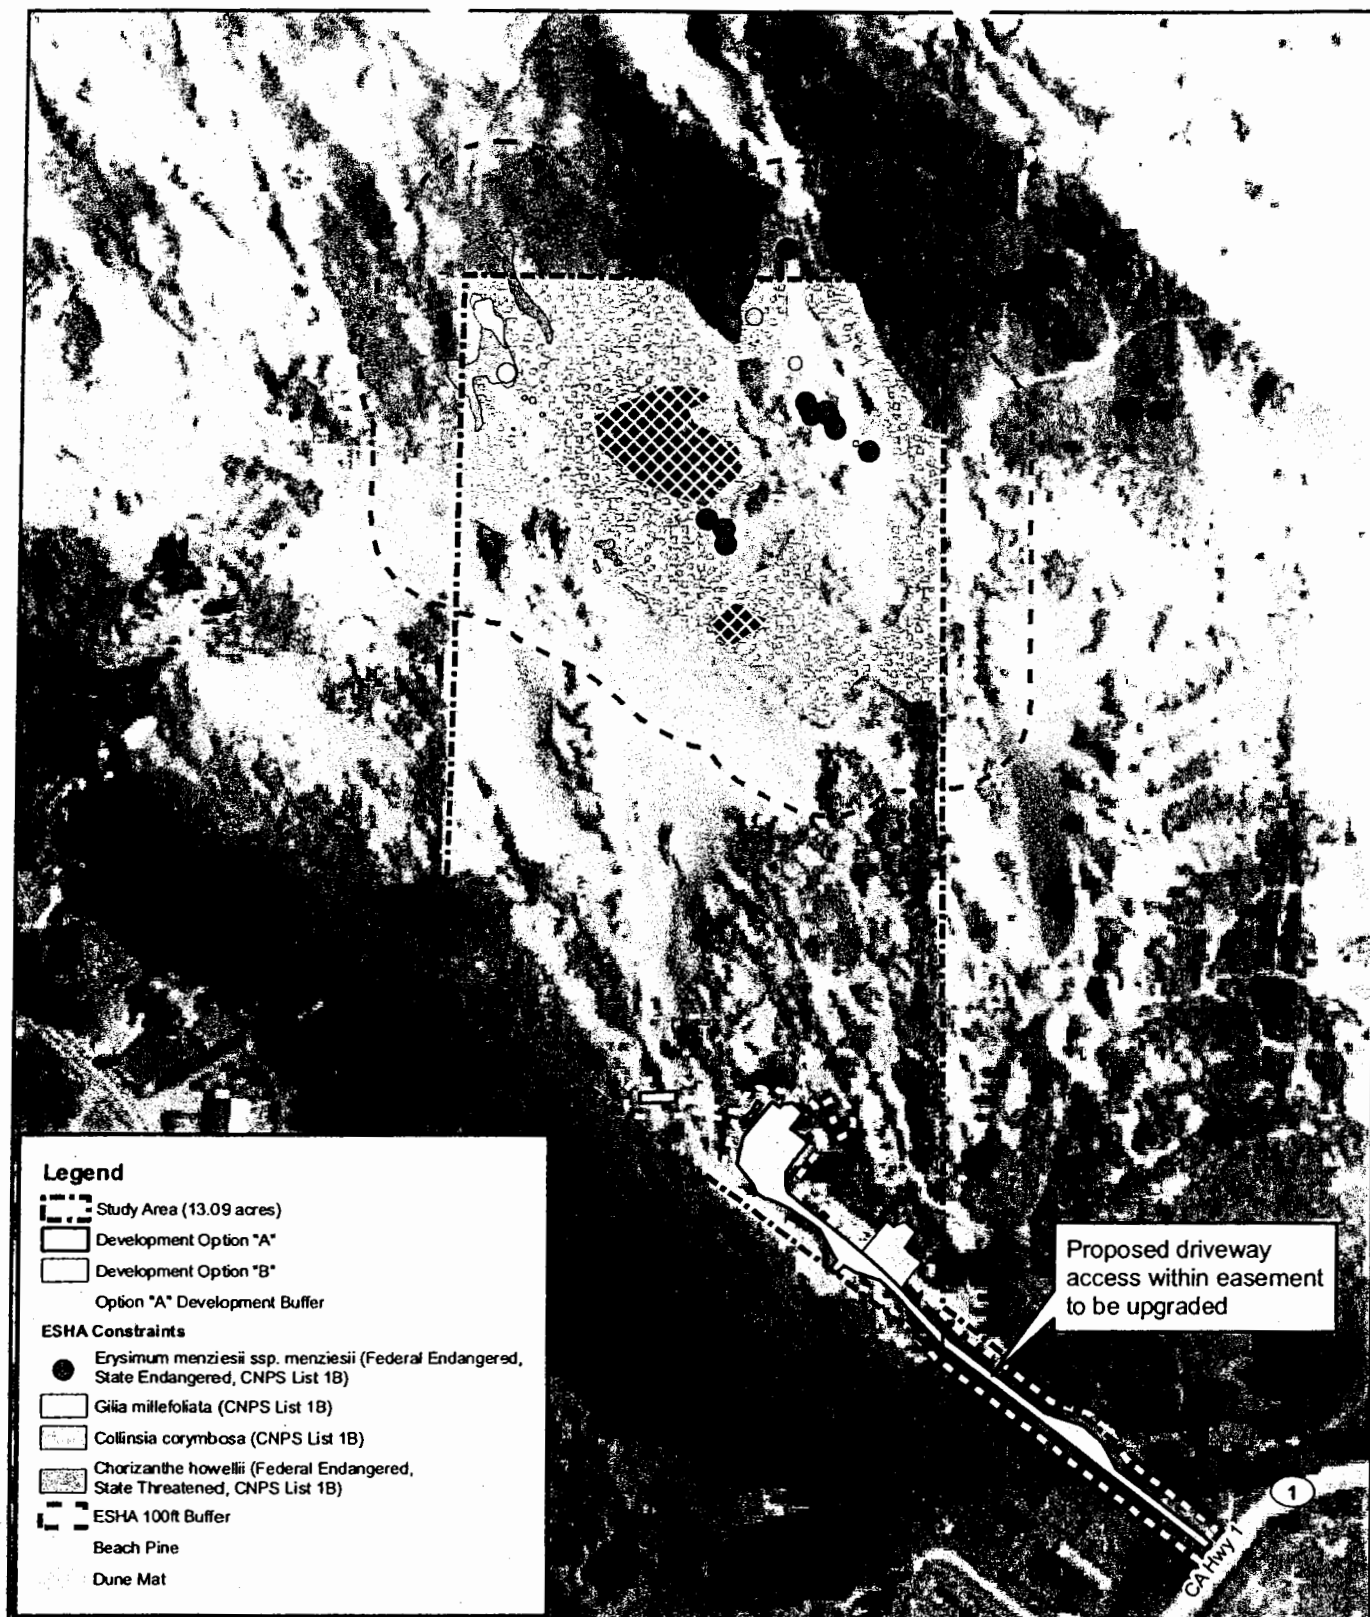 Legend
Study Area (13.09 acres)
Development Option "A"
Development Option "B"
Option "A" Development Buffer
ESHA Constraints
Erysimum menziesii ssp. menziesii (Federal Endangered,
State Endangered, CNPS List 1B)
Gilia millefoliata (CNPS List 1B)
Collinsia corymbosa (CNPS List 1B)
Chorizanthe howellii (Federal Endangered,
State Threatened, CNPS List 1B)
ESHA 100ft Buffer
Beach Pine
Dune Mat
Proposed driveway
access within easement
to be upgraded
1
CA Hwy 1